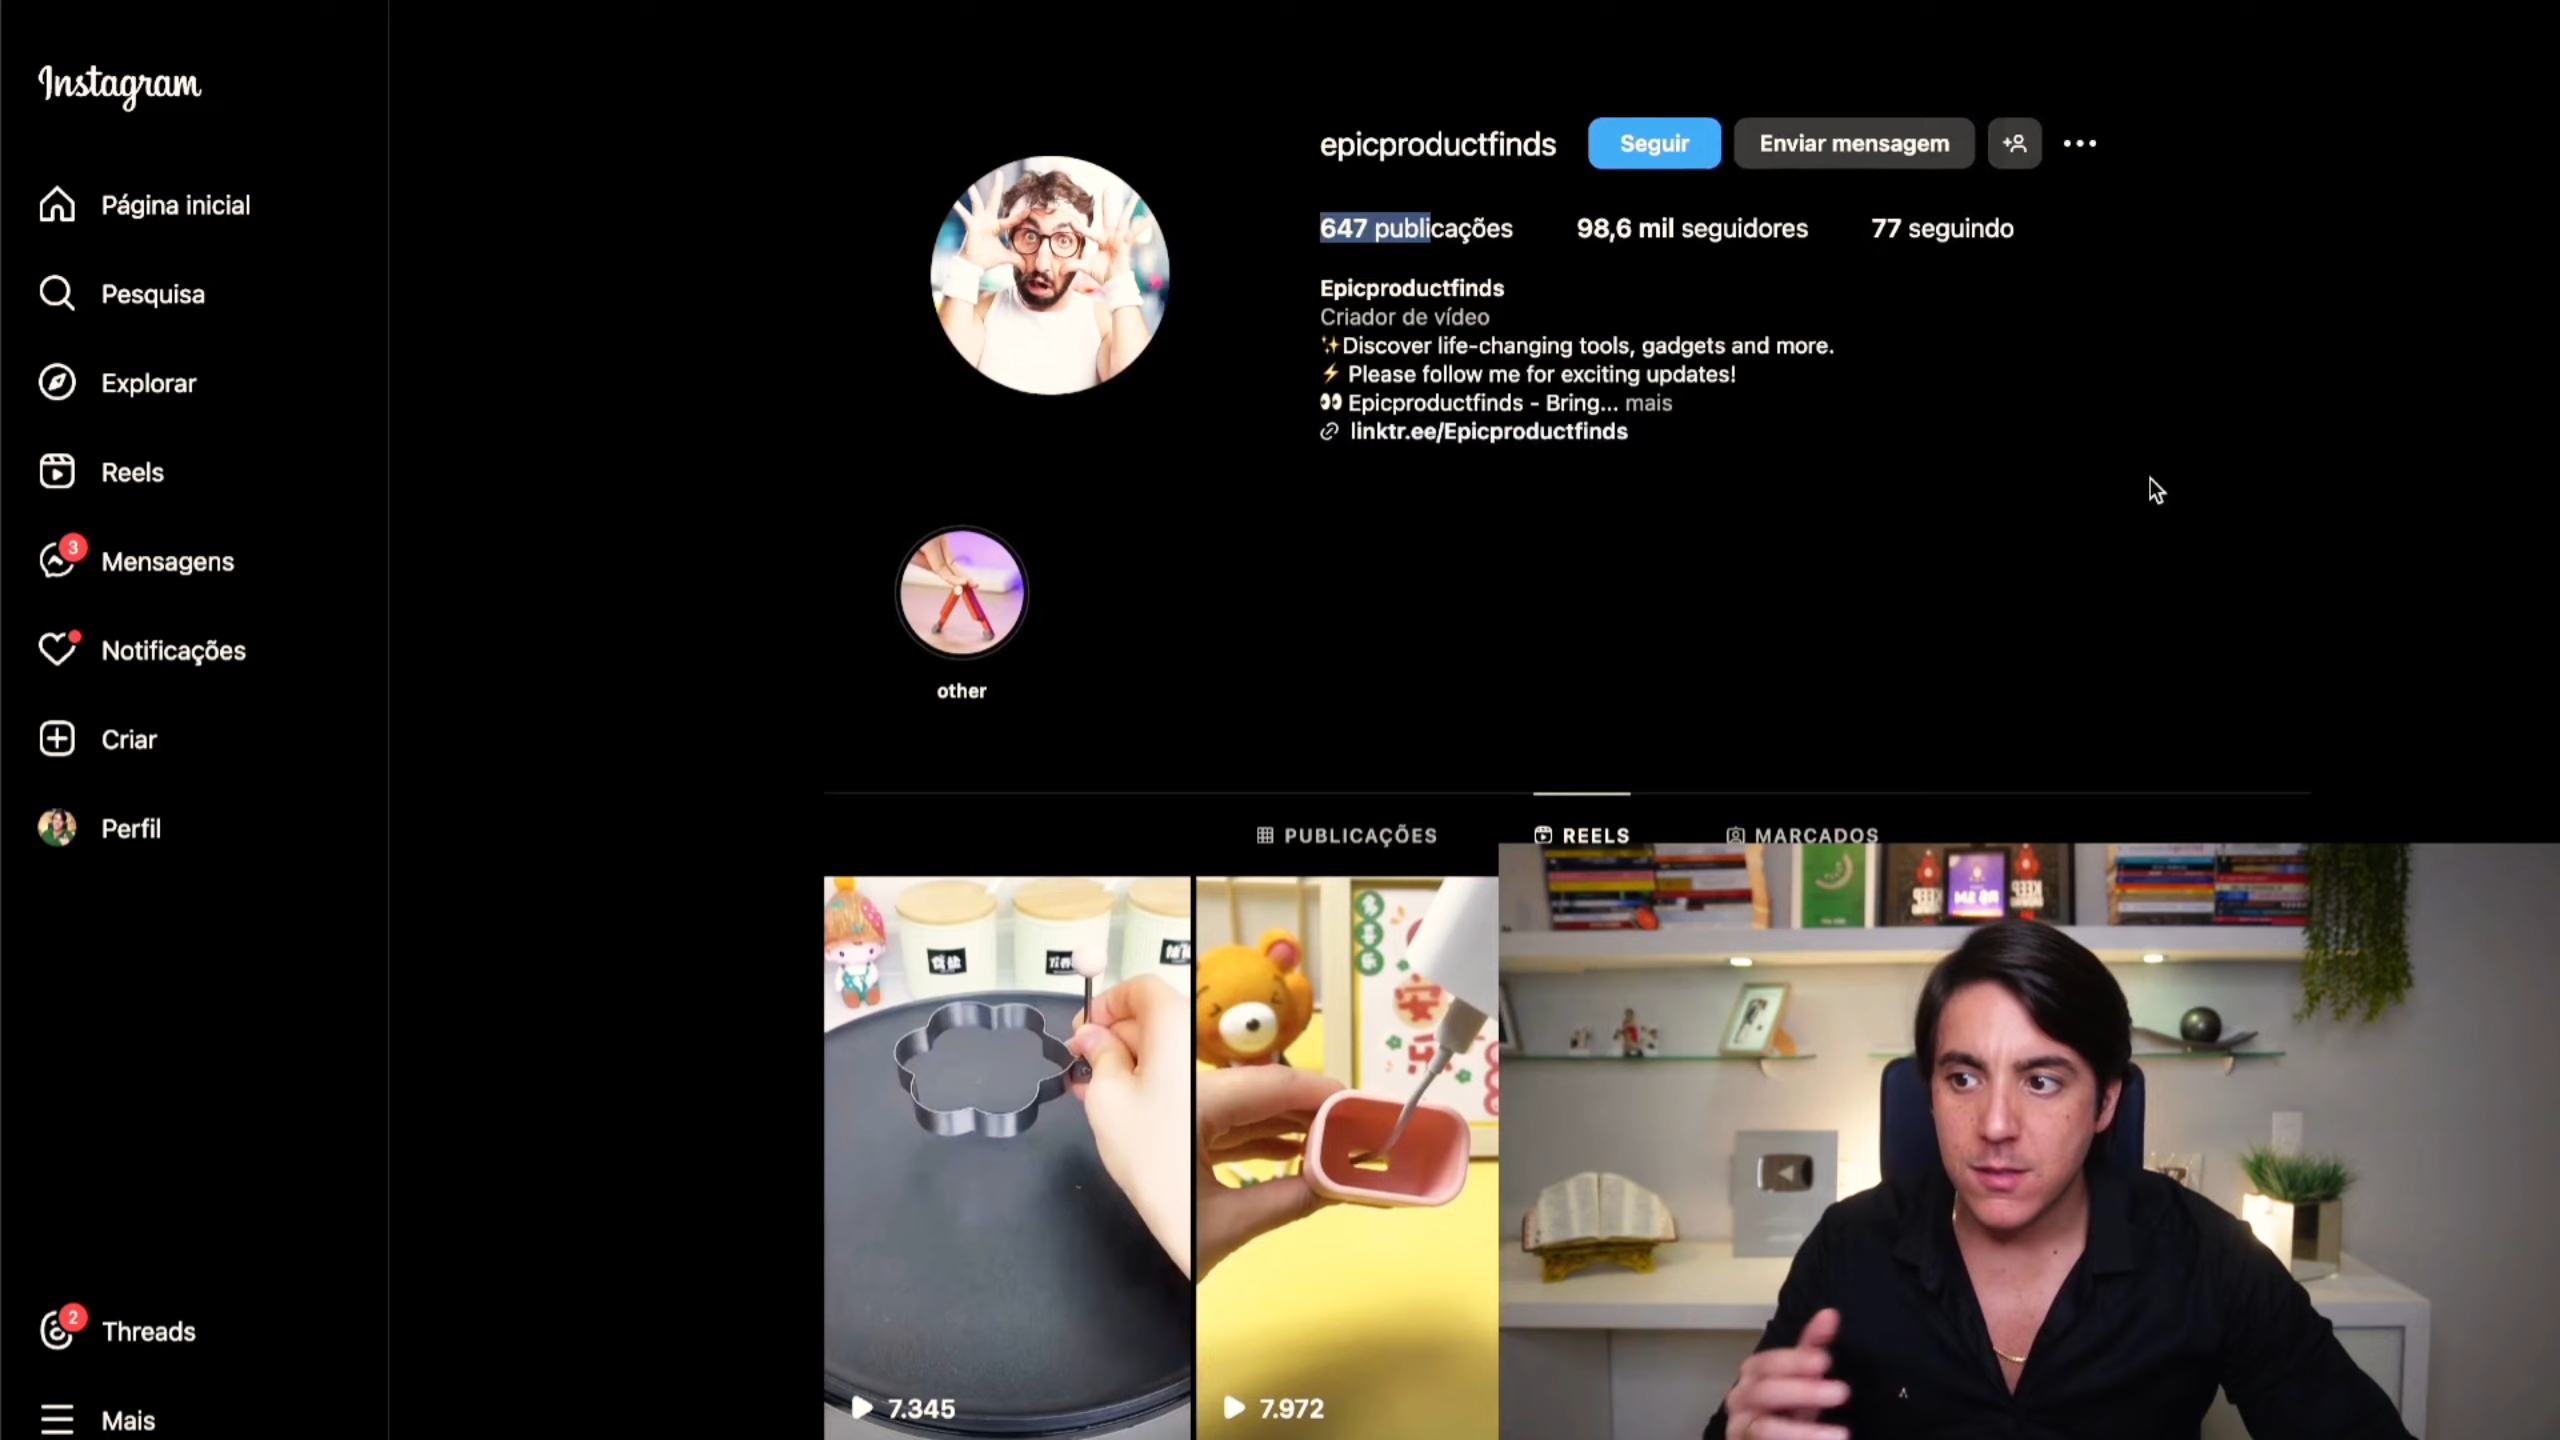 Instagram
Página inicial
Pesquisa
Explorar
Reels
3
Mensagens
Notificações
Criar
Perfil
2
Threads
Mais
epicproductfinds
Seguir
Enviar mensagem
647 publicações
98,6 mil seguidores
77 seguindo
Epicproductfinds
Criador de vídeo
✨Discover life-changing tools, gadgets and more.
⚡ Please follow me for exciting updates!
👀 Epicproductfinds - Bring... mais
linktr.ee/Epicproductfinds
other
PUBLICAÇÕES
REELS
MARCADOS
7.345
7.972